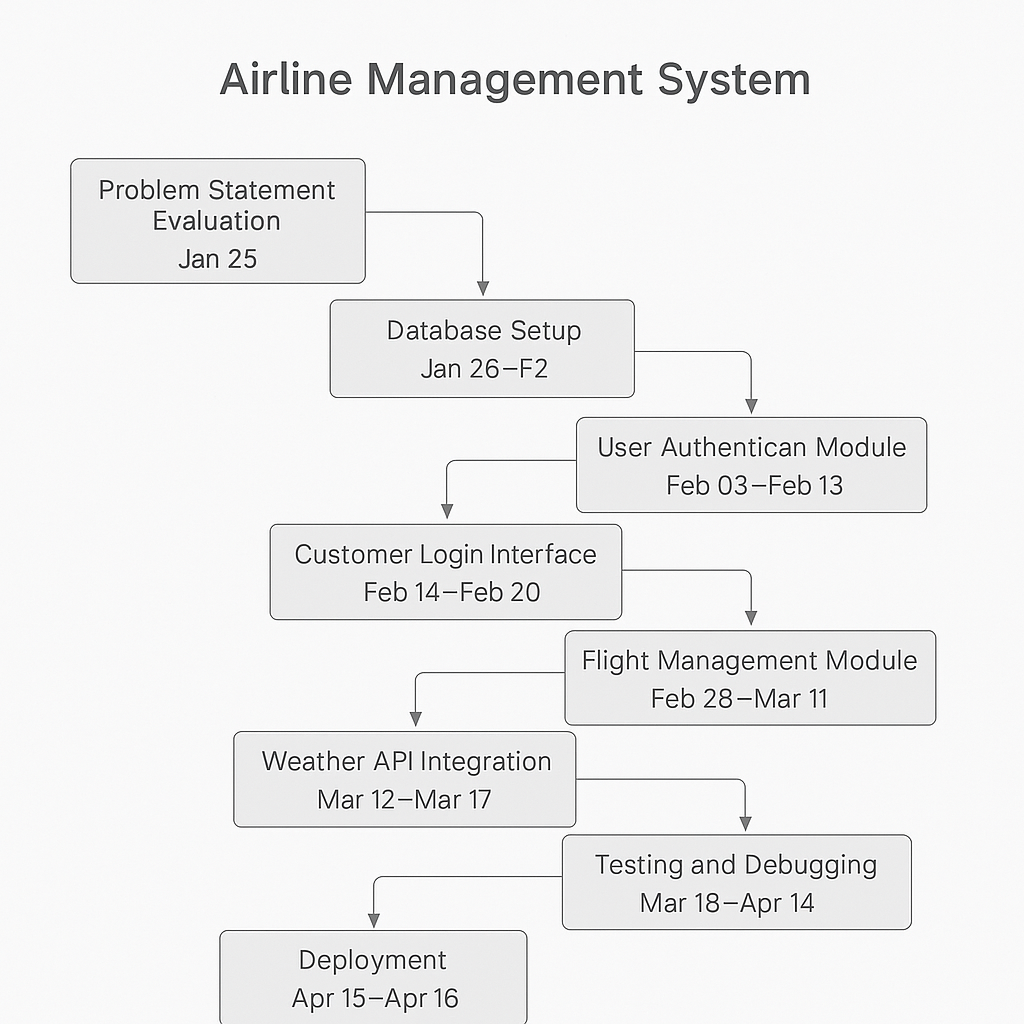 Airline Management System
Problem Statement
Evaluation
Jan 25
Database Setup
Jan 26–F2
User Authentican Module
Feb 03–Feb 13
Customer Login Interface
Feb 14–Feb 20
Flight Management Module
Feb 28–Mar 11
Weather API Integration
Mar 12–Mar 17
Testing and Debugging
Mar 18–Apr 14
Deployment
Apr 15–Apr 16